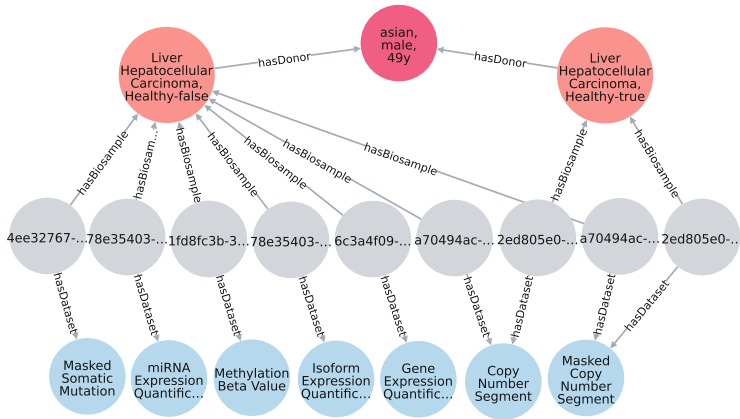 asian,
male,
49y
Liver
Hepatocellular
Carcinoma,
Healthy-false
Liver
Hepatocellular
Carcinoma,
Healthy-true
hasDonor
hasDonor
hasBiosample
hasBiosam...
hasBiosample
hasBiosample
hasBiosample
hasBiosample
hasBiosample
hasBiosample
hasBiosample
4ee32767-...
78e35403-...
1fd8fc3b-3...
78e35403-...
6c3a4f09-...
a70494ac-...
2ed805e0-...
a70494ac-...
2ed805e0-...
hasDataset
hasDataset
hasDataset
hasDataset
hasDataset
hasDataset
hasDataset
hasDataset
hasDataset
Masked
Somatic
Mutation
miRNA
Expression
Quantific...
Methylation
Beta Value
Isoform
Expression
Quantific...
Gene
Expression
Quantific...
Copy
Number
Segment
Masked
Copy
Number
Segment